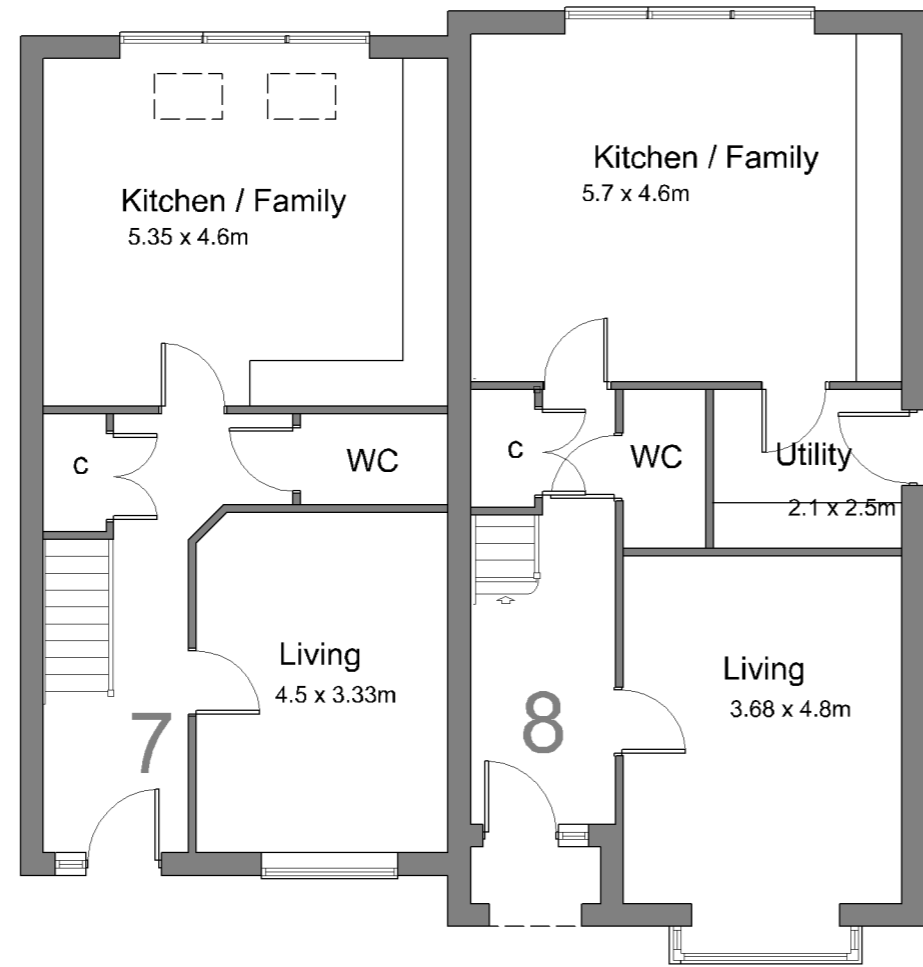 Kitchen / Family
5.35 x 4.6m
c
WC
Living
4.5 x 3.33m
7
Kitchen / Family
5.7 x 4.6m
c
WC
Utility
2.1 x 2.5m
Living
3.68 x 4.8m
8